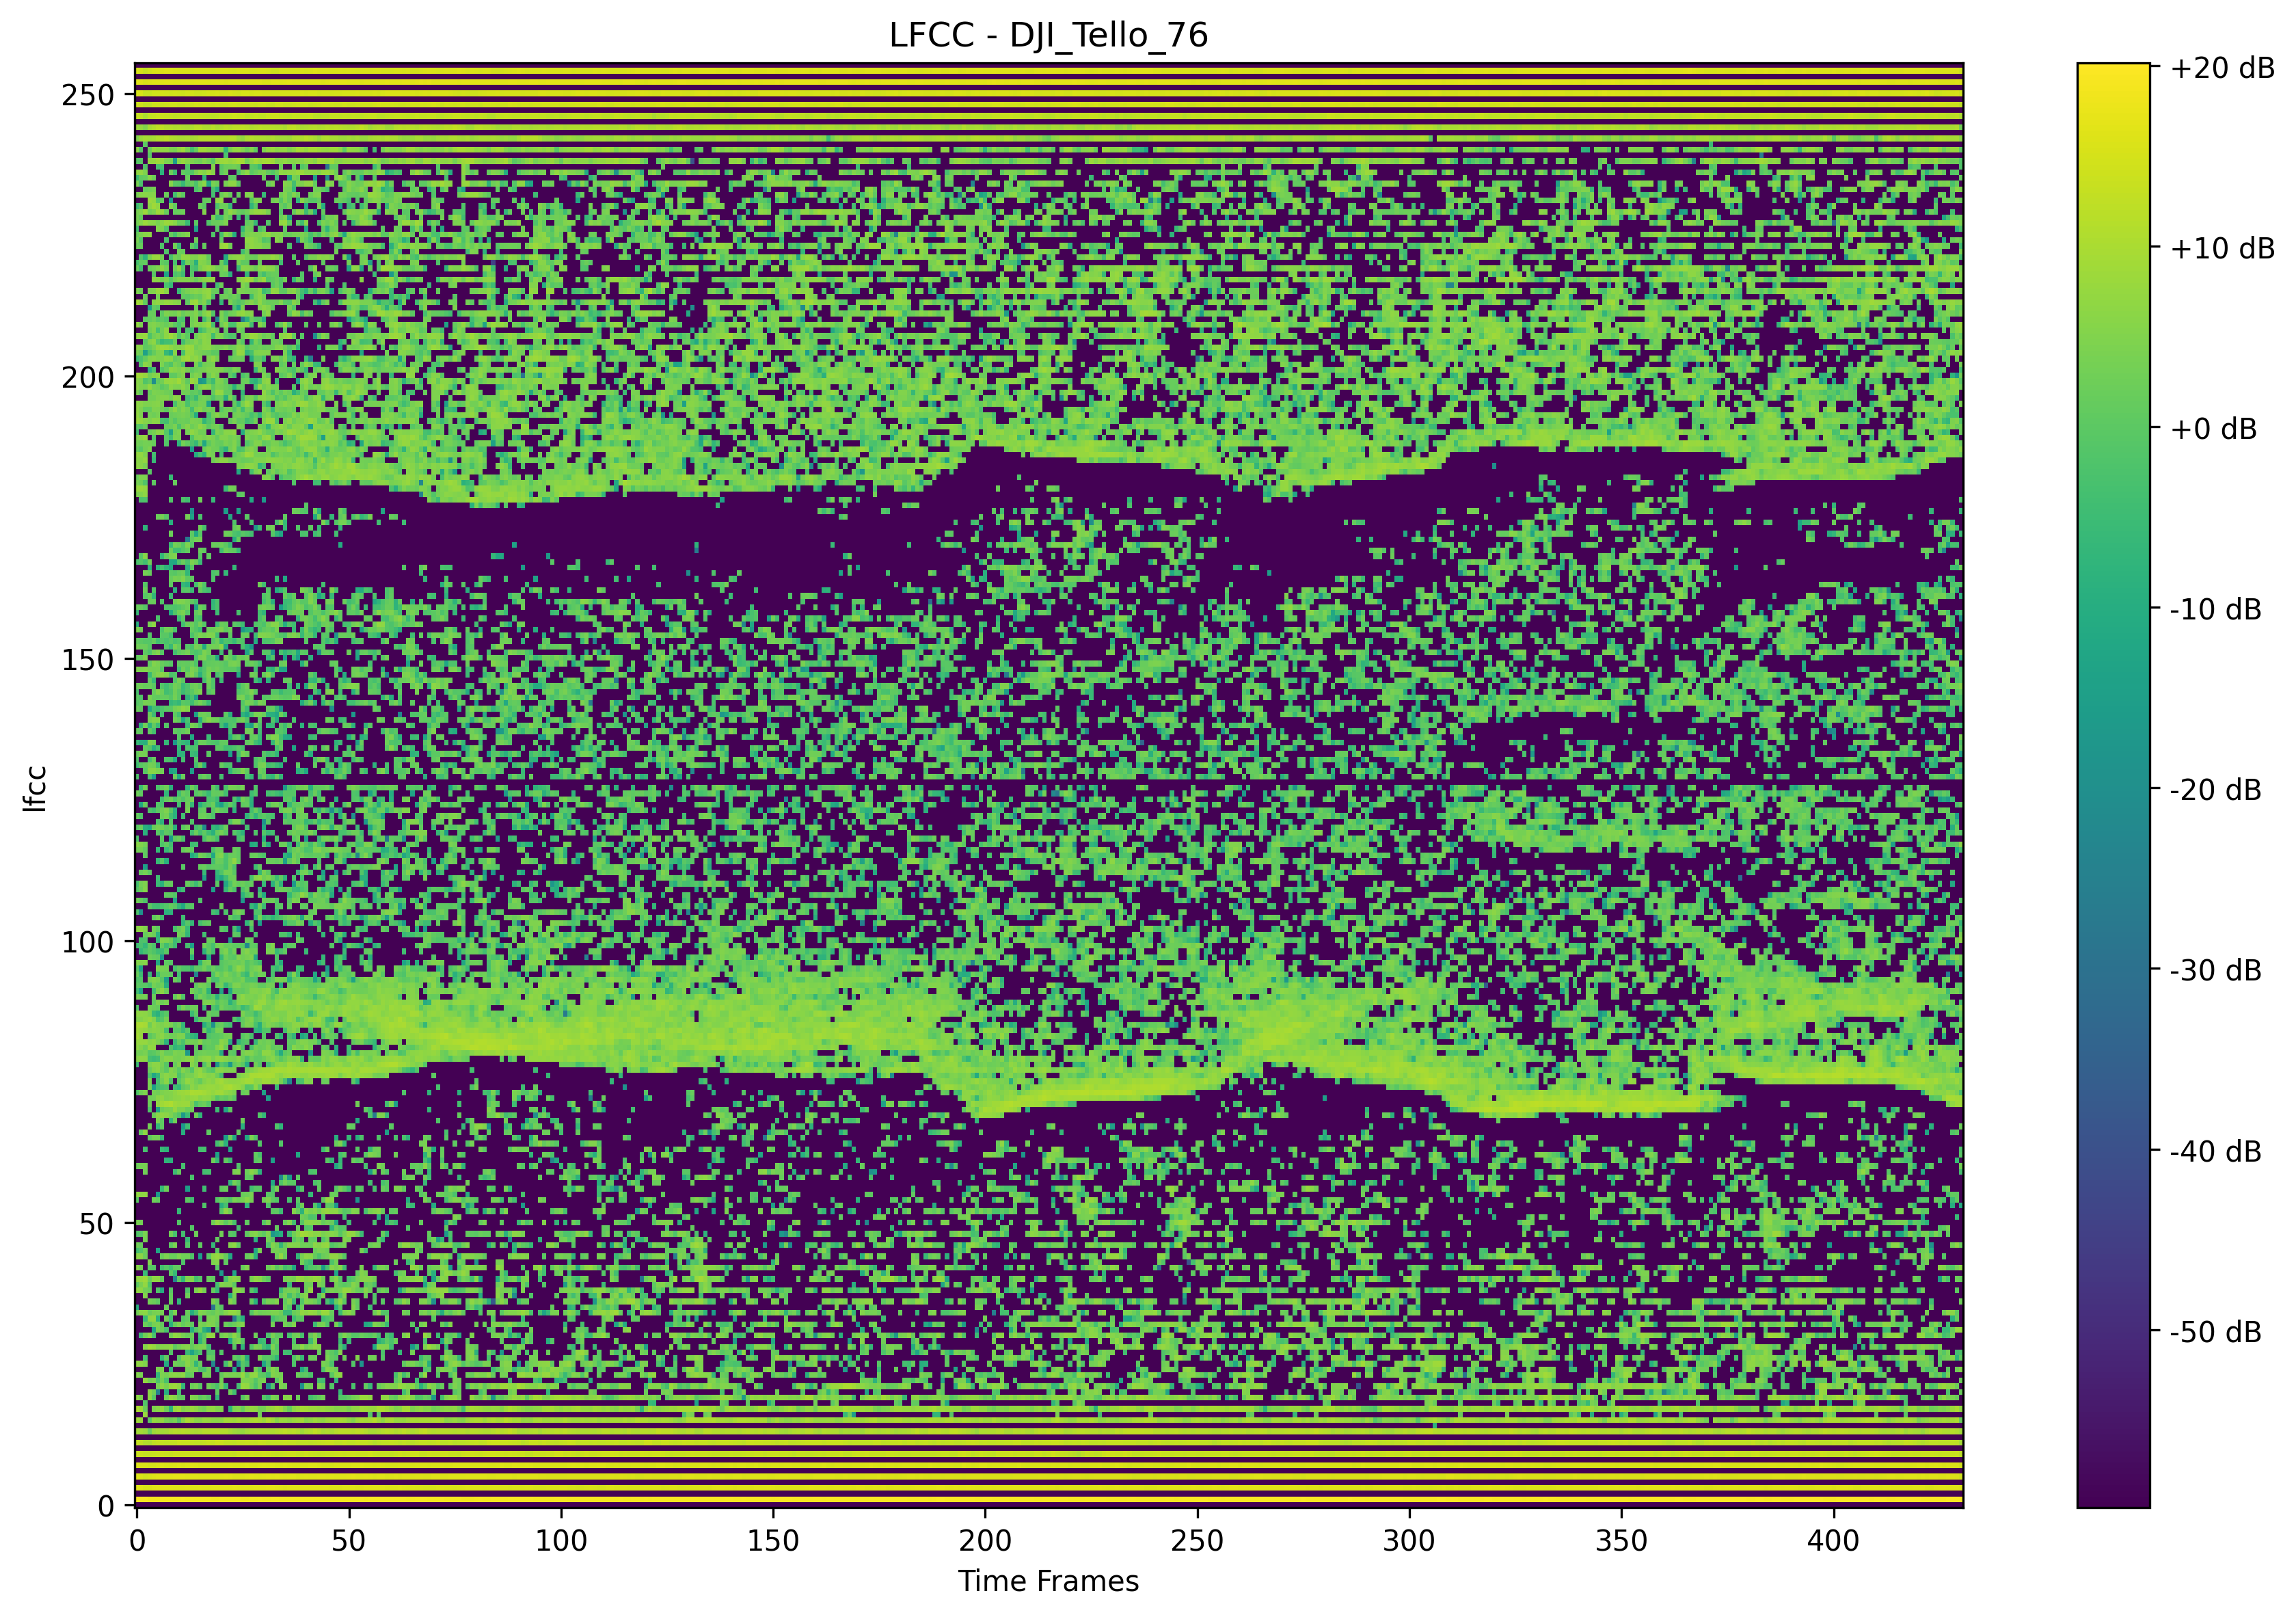 LFCC - DJI_Tello_76
250
200
150
100
50
0
lfcc
0 50 100 150 200 250 300 350 400
Time Frames
+20 dB
+10 dB
+0 dB
-10 dB
-20 dB
-30 dB
-40 dB
-50 dB